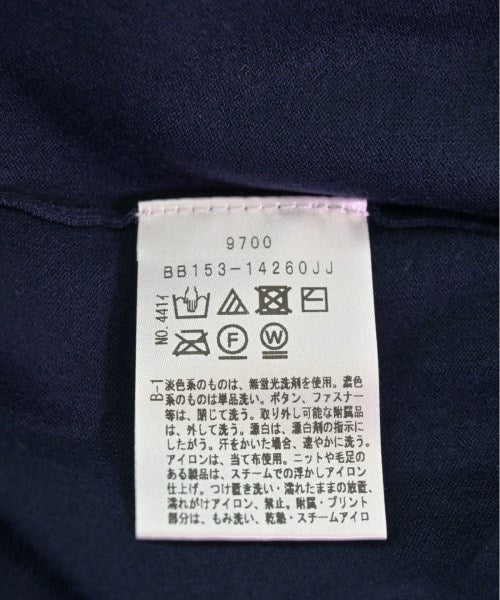 9700
BB153-14260JJ
NO.441イ
F W
B-1
淡色系のものは、無蛍光洗剤を使用。濃色
系のものは単品洗い。ボタン、ファスナー
等は、閉じて洗う。取り外し可能な附属品
は、外して洗う。漂白は、漂白剤の指示に
したがう。汗をかいた場合、速やかに洗う。
アイロンは、当て布使用。ニットや毛足の
ある製品は、スチームでの浮かしアイロン
仕上げ。つけ置き洗い・濡れたままの放置、
濡れがけアイロン、禁止。附属・プリント
部分は、もみ洗い、乾熱・スチームアイロ